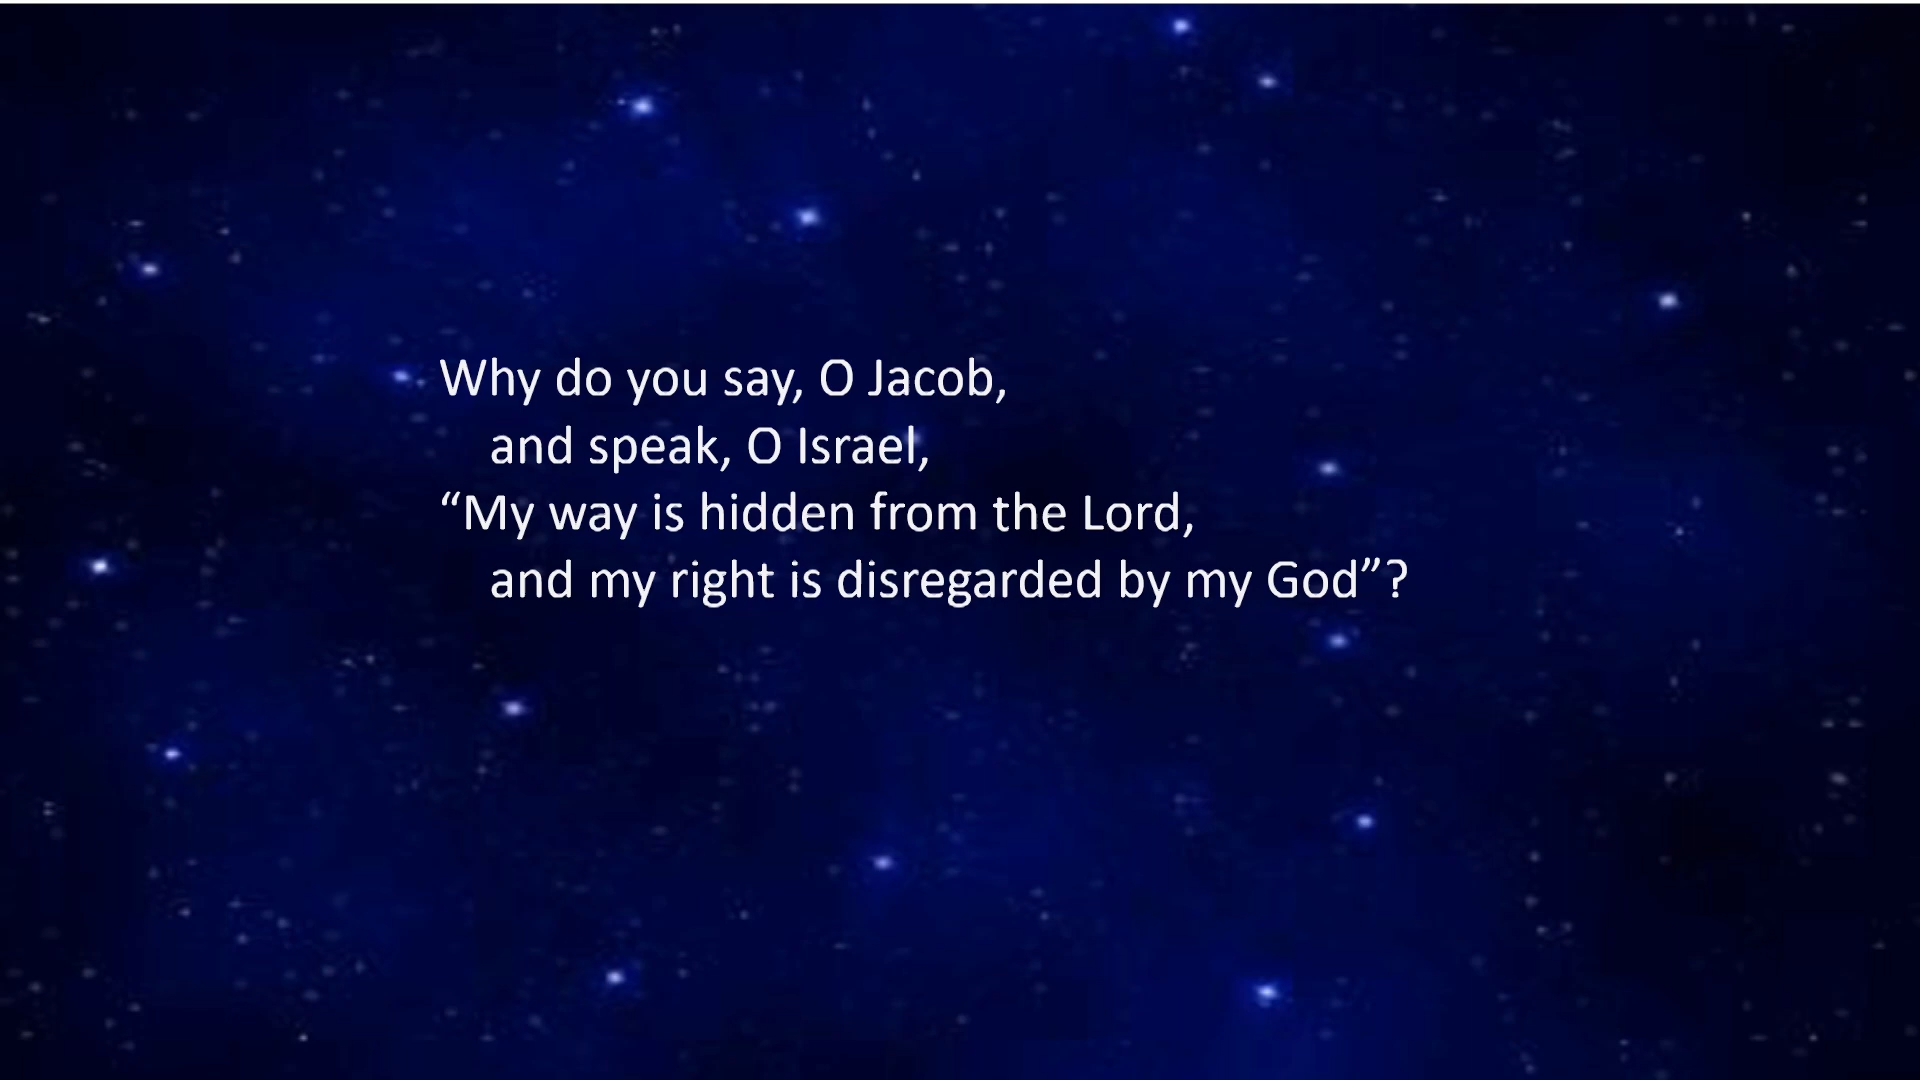 Why do you say, O Jacob,
and speak, O Israel,
“My way is hidden from the Lord,
and my right is disregarded by my God”?